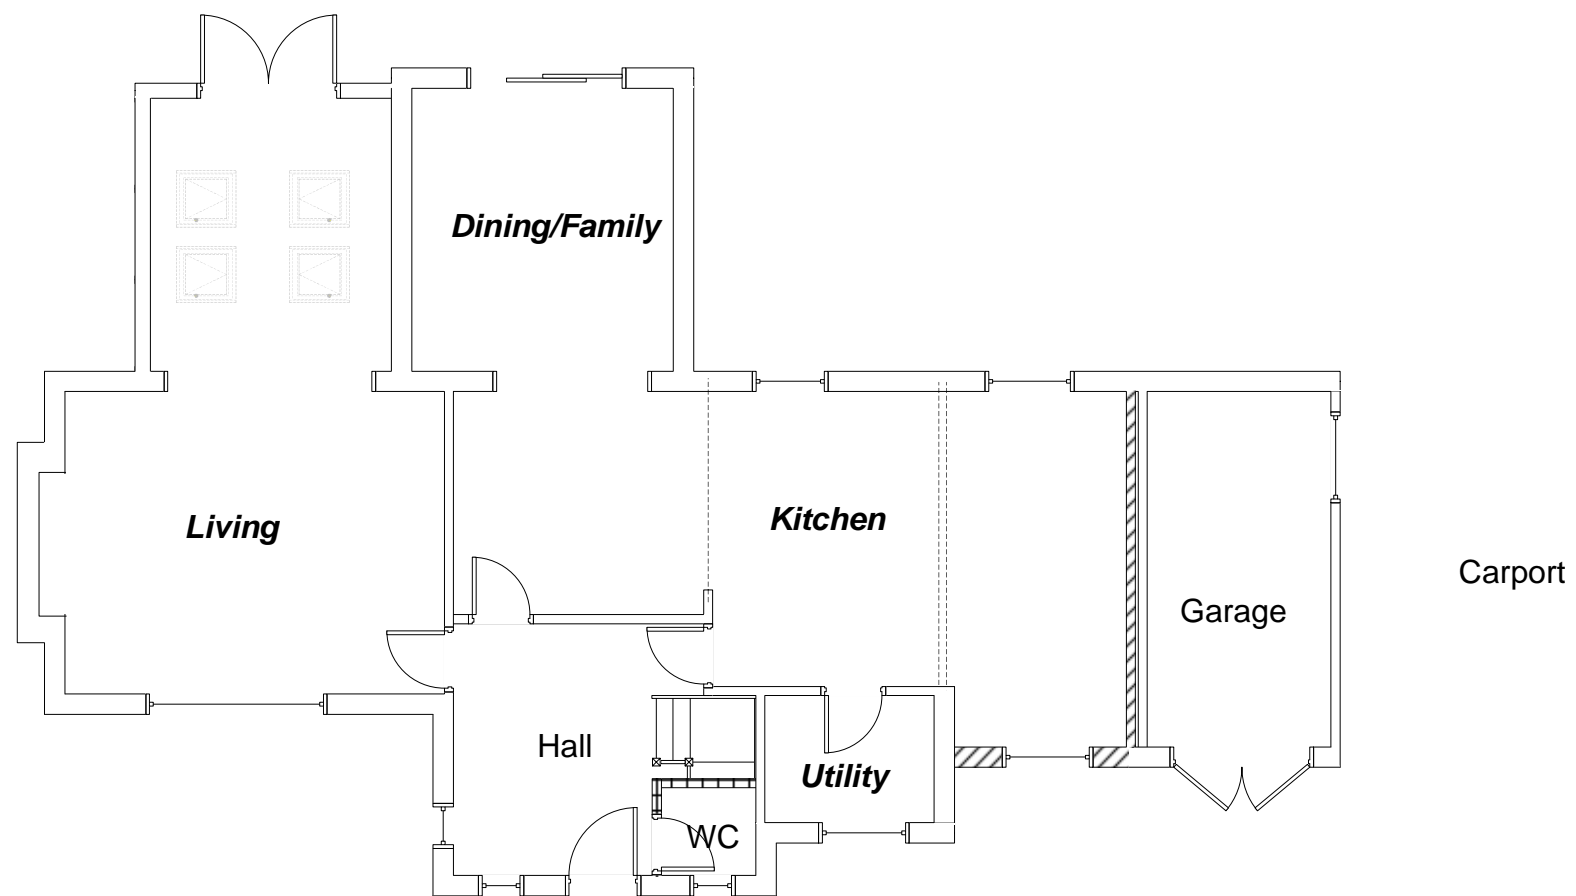 Dining/Family
Living
Kitchen
Carport
Garage
Hall
Utility
WC